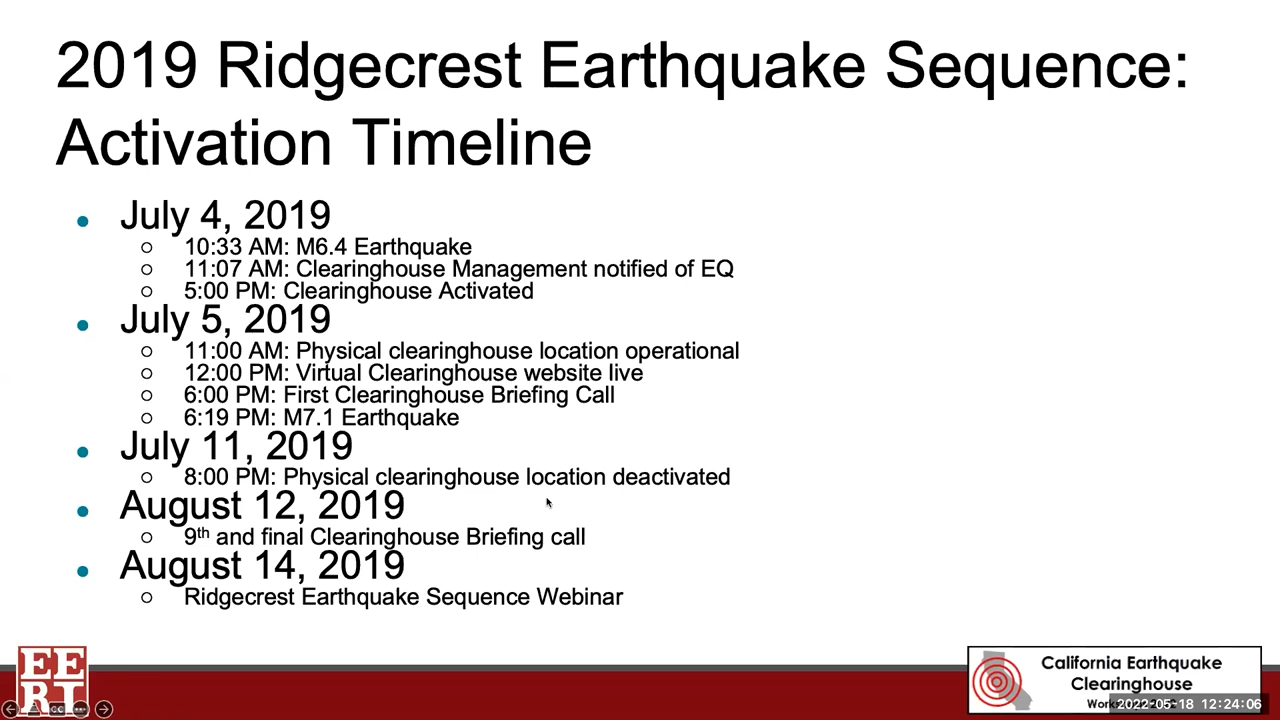 2019 Ridgecrest Earthquake Sequence:
Activation Timeline
July 4, 2019
10:33 AM: M6.4 Earthquake
11:07 AM: Clearinghouse Management notified of EQ
5:00 PM: Clearinghouse Activated
July 5, 2019
11:00 AM: Physical clearinghouse location operational
12:00 PM: Virtual Clearinghouse website live
6:00 PM: First Clearinghouse Briefing Call
6:19 PM: M7.1 Earthquake
July 11, 2019
8:00 PM: Physical clearinghouse location deactivated
August 12, 2019
9th and final Clearinghouse Briefing call
August 14, 2019
Ridgecrest Earthquake Sequence Webinar
EE
RI
California Earthquake
Clearinghouse
2022-05-18 12:24:06